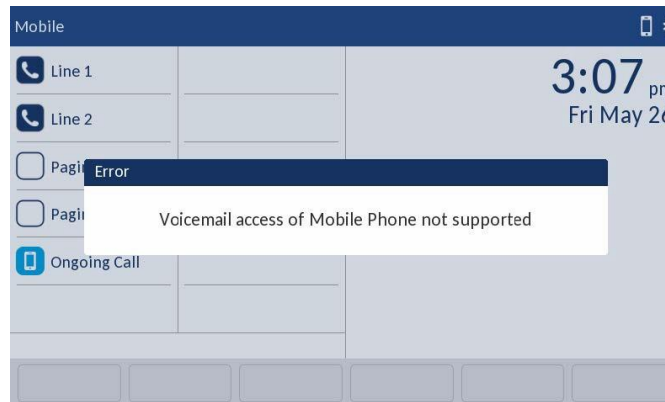 Mobile
Line 1
3:07
Line 2
Fri May 26
Error
Voicemail access of Mobile Phone not supported
Ongoing Call